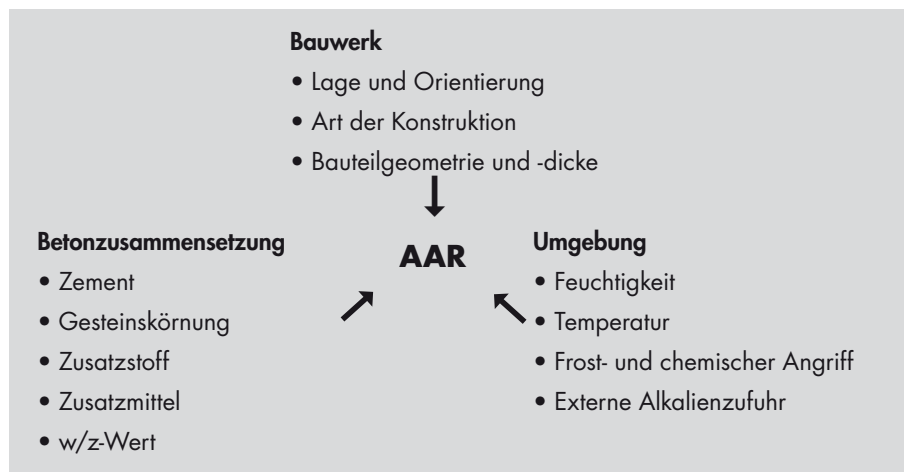 Bauwerk
• Lage und Orientierung
• Art der Konstruktion
• Bauteilgeometrie und -dicke
AAR
Betonzusammensetzung
• Zement
• Gesteinskörnung
• Zusatzstoff
• Zusatzmittel
• w/z-Wert
Umgebung
• Feuchtigkeit
• Temperatur
• Frost- und chemischer Angriff
• Externe Alkalienzufuhr